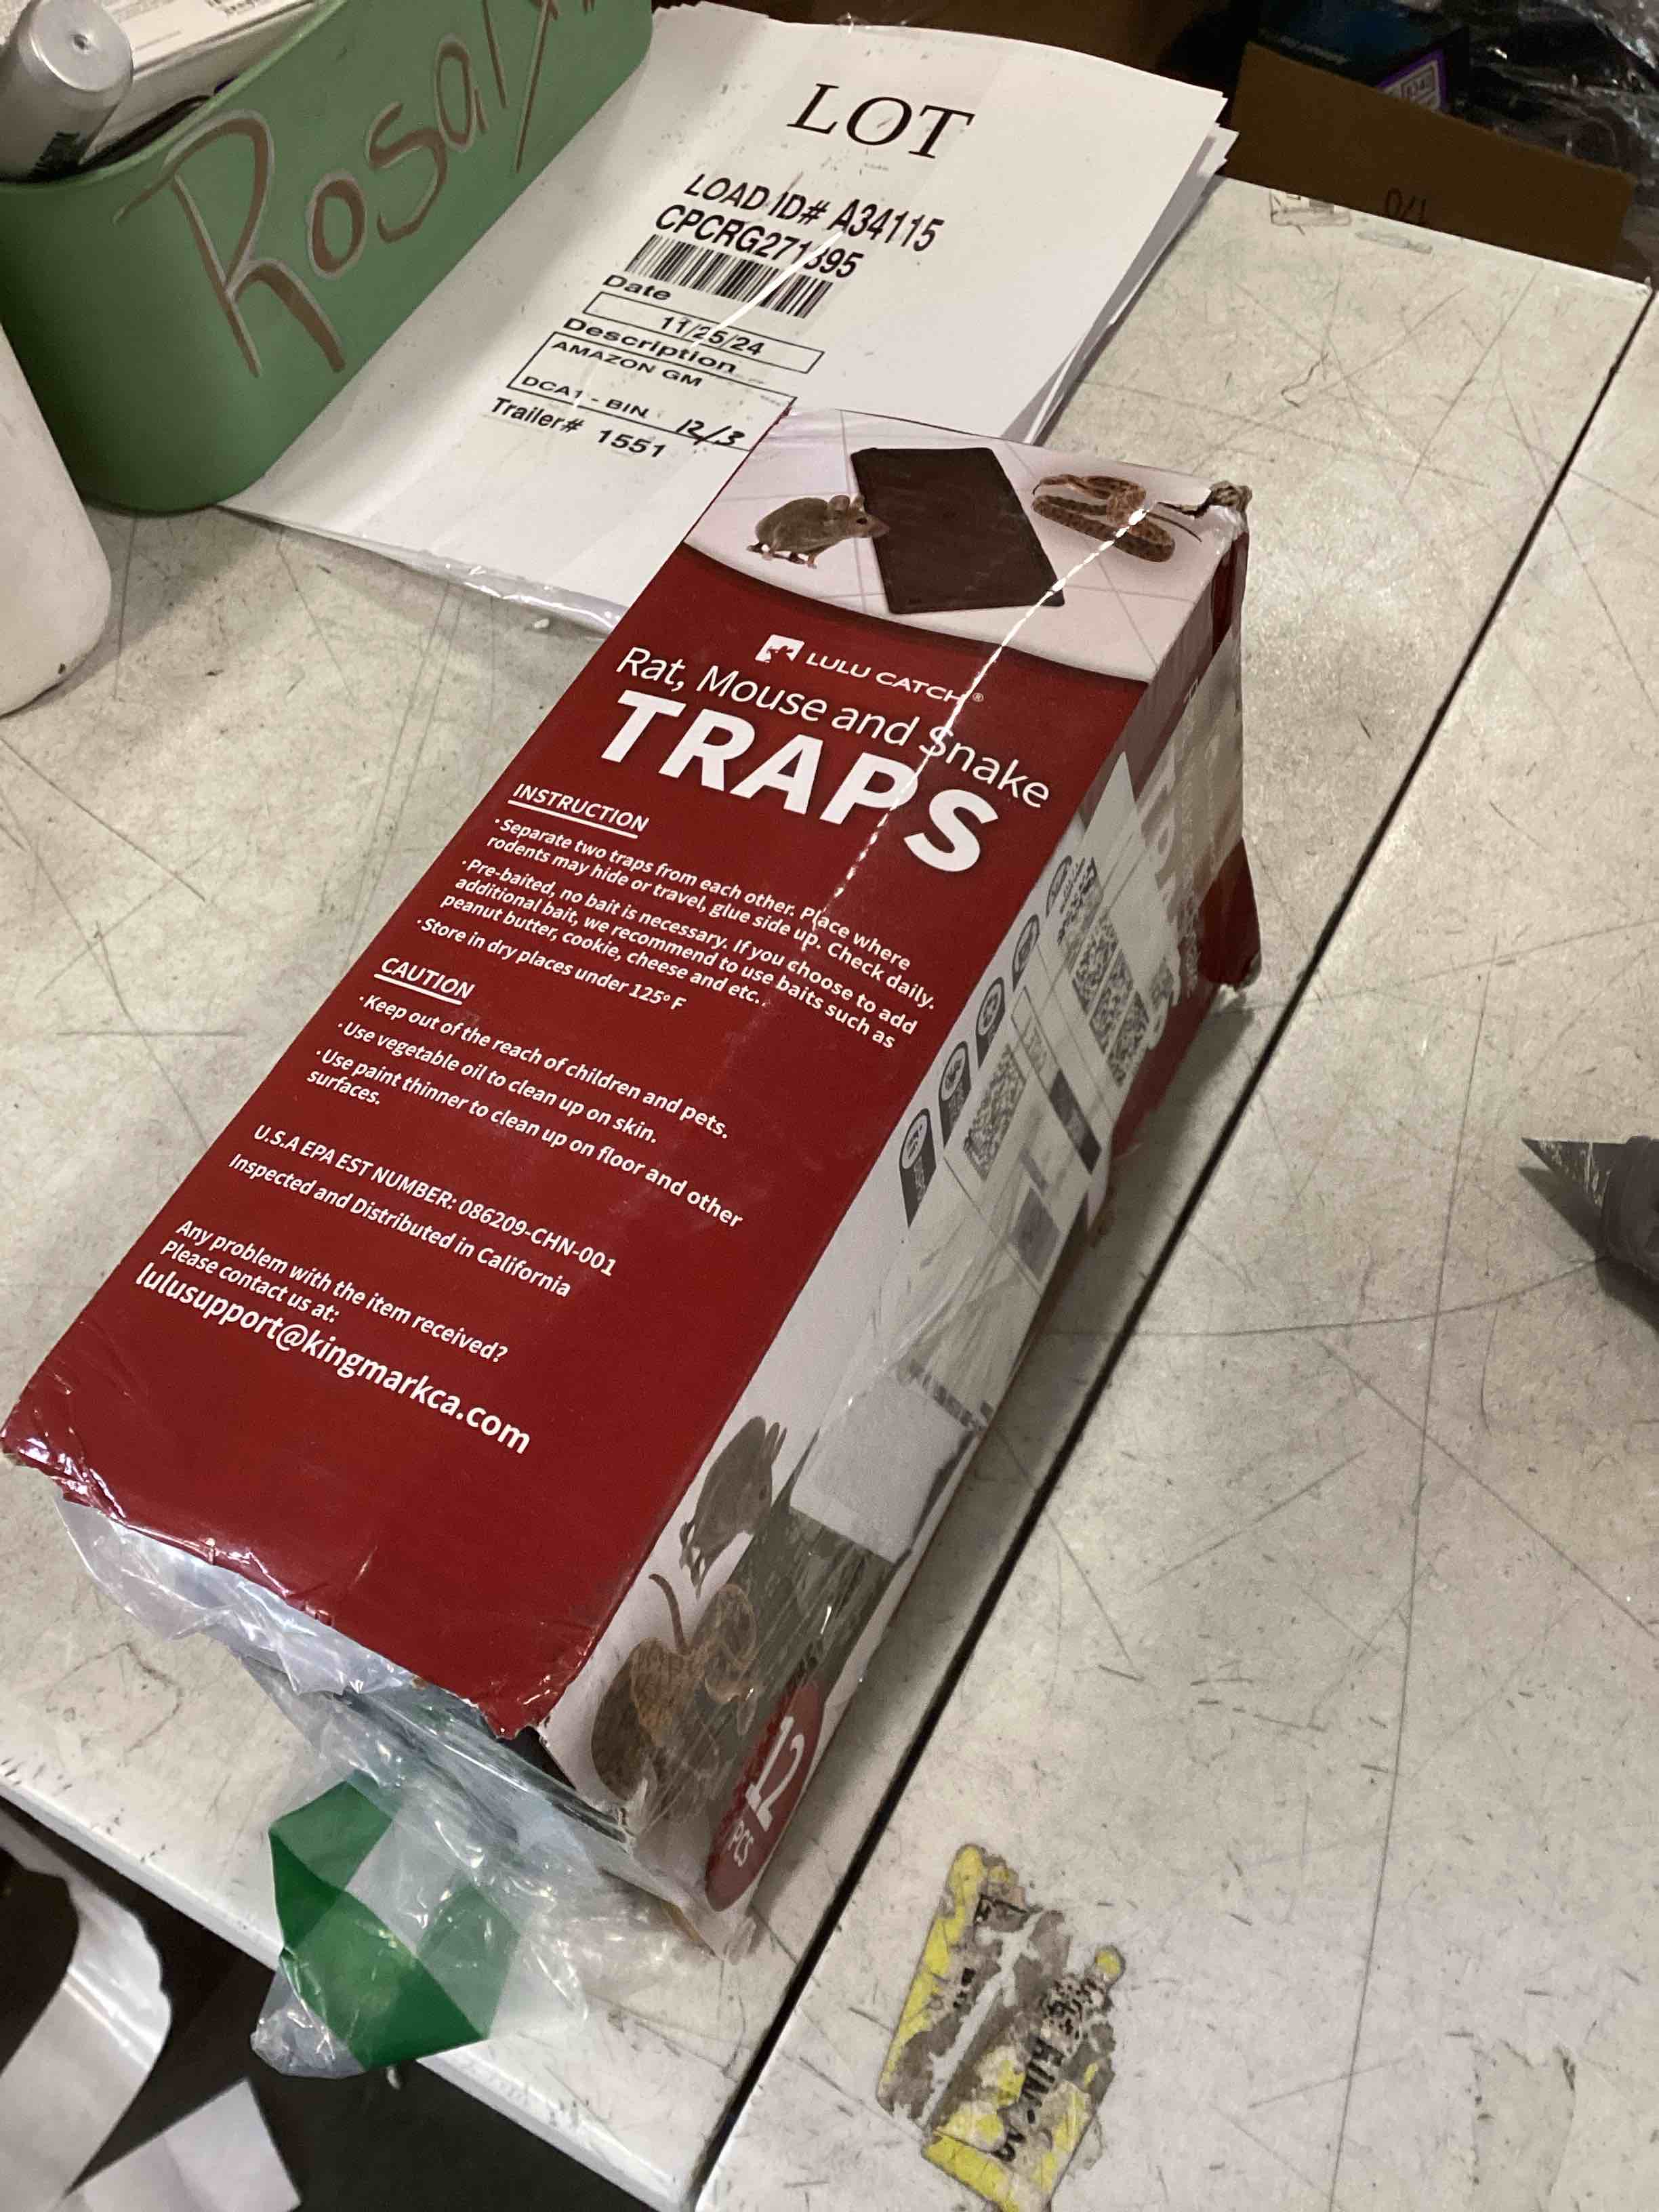 Rosaly
LOT
LOAD ID# A34115
CPCRG271395
Date
11/25/24
Description
AMAZON GM
DCA1 - BIN 12/3
Trailer# 1551
LULU CATCH®
Rat, Mouse and Snake
TRAPS
INSTRUCTION
·Separate two traps from each other. Place where
rodents may hide or travel, glue side up. Check daily.
·Pre-baited, no bait is necessary. If you choose to add
additional bait, we recommend to use baits such as
peanut butter, cookie, cheese and etc..
·Store in dry places under 125° F
CAUTION
·Keep out of the reach of children and pets.
·Use vegetable oil to clean up on skin.
·Use paint thinner to clean up on floor and other
surfaces.
U.S.A EPA EST NUMBER: 086209-CHN-001
Inspected and Distributed in California
Any problem with the item received?
Please contact us at:
lulusupport@kingmarkca.com
12
PCS